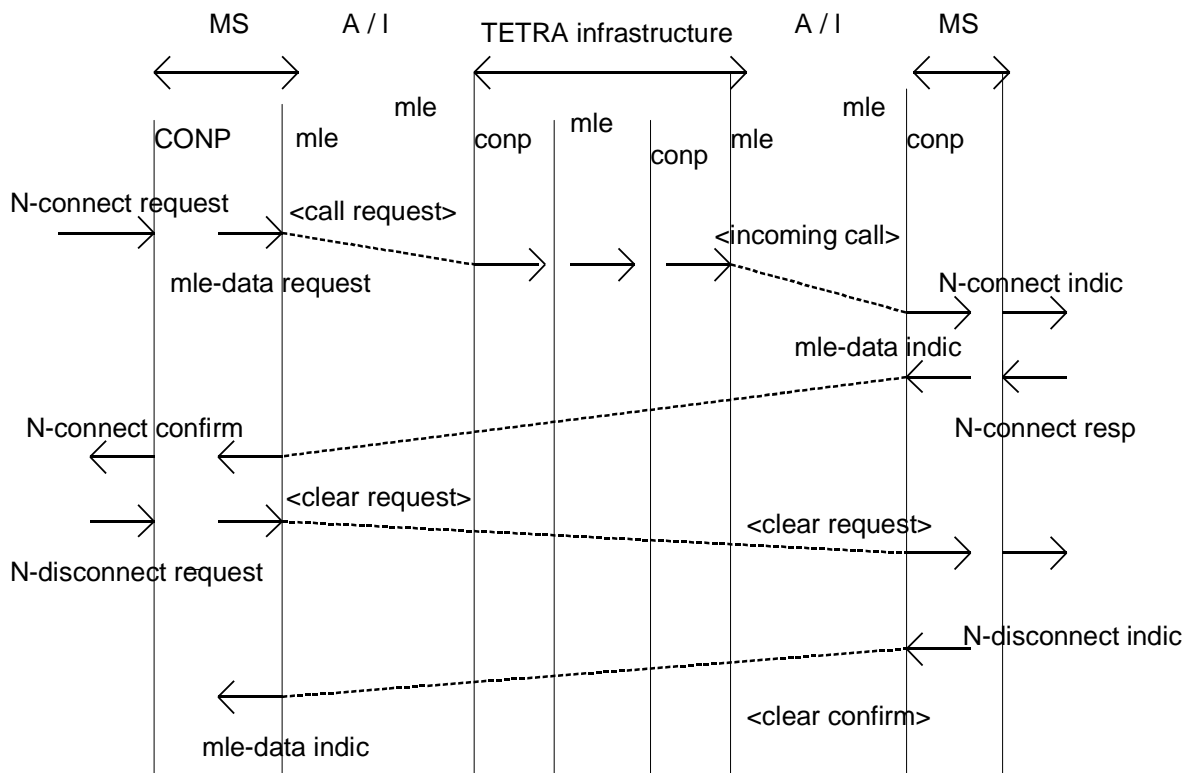 MS
A / I
TETRA infrastructure
A / I
MS
CONP
mle
mle
conp
mle
conp
mle
mle
conp
N-connect request
<call request>
<incoming call>
mle-data request
N-connect indic
mle-data indic
N-connect confirm
N-connect resp
<clear request>
<clear request>
N-disconnect request
N-disconnect indic
<clear confirm>
mle-data indic